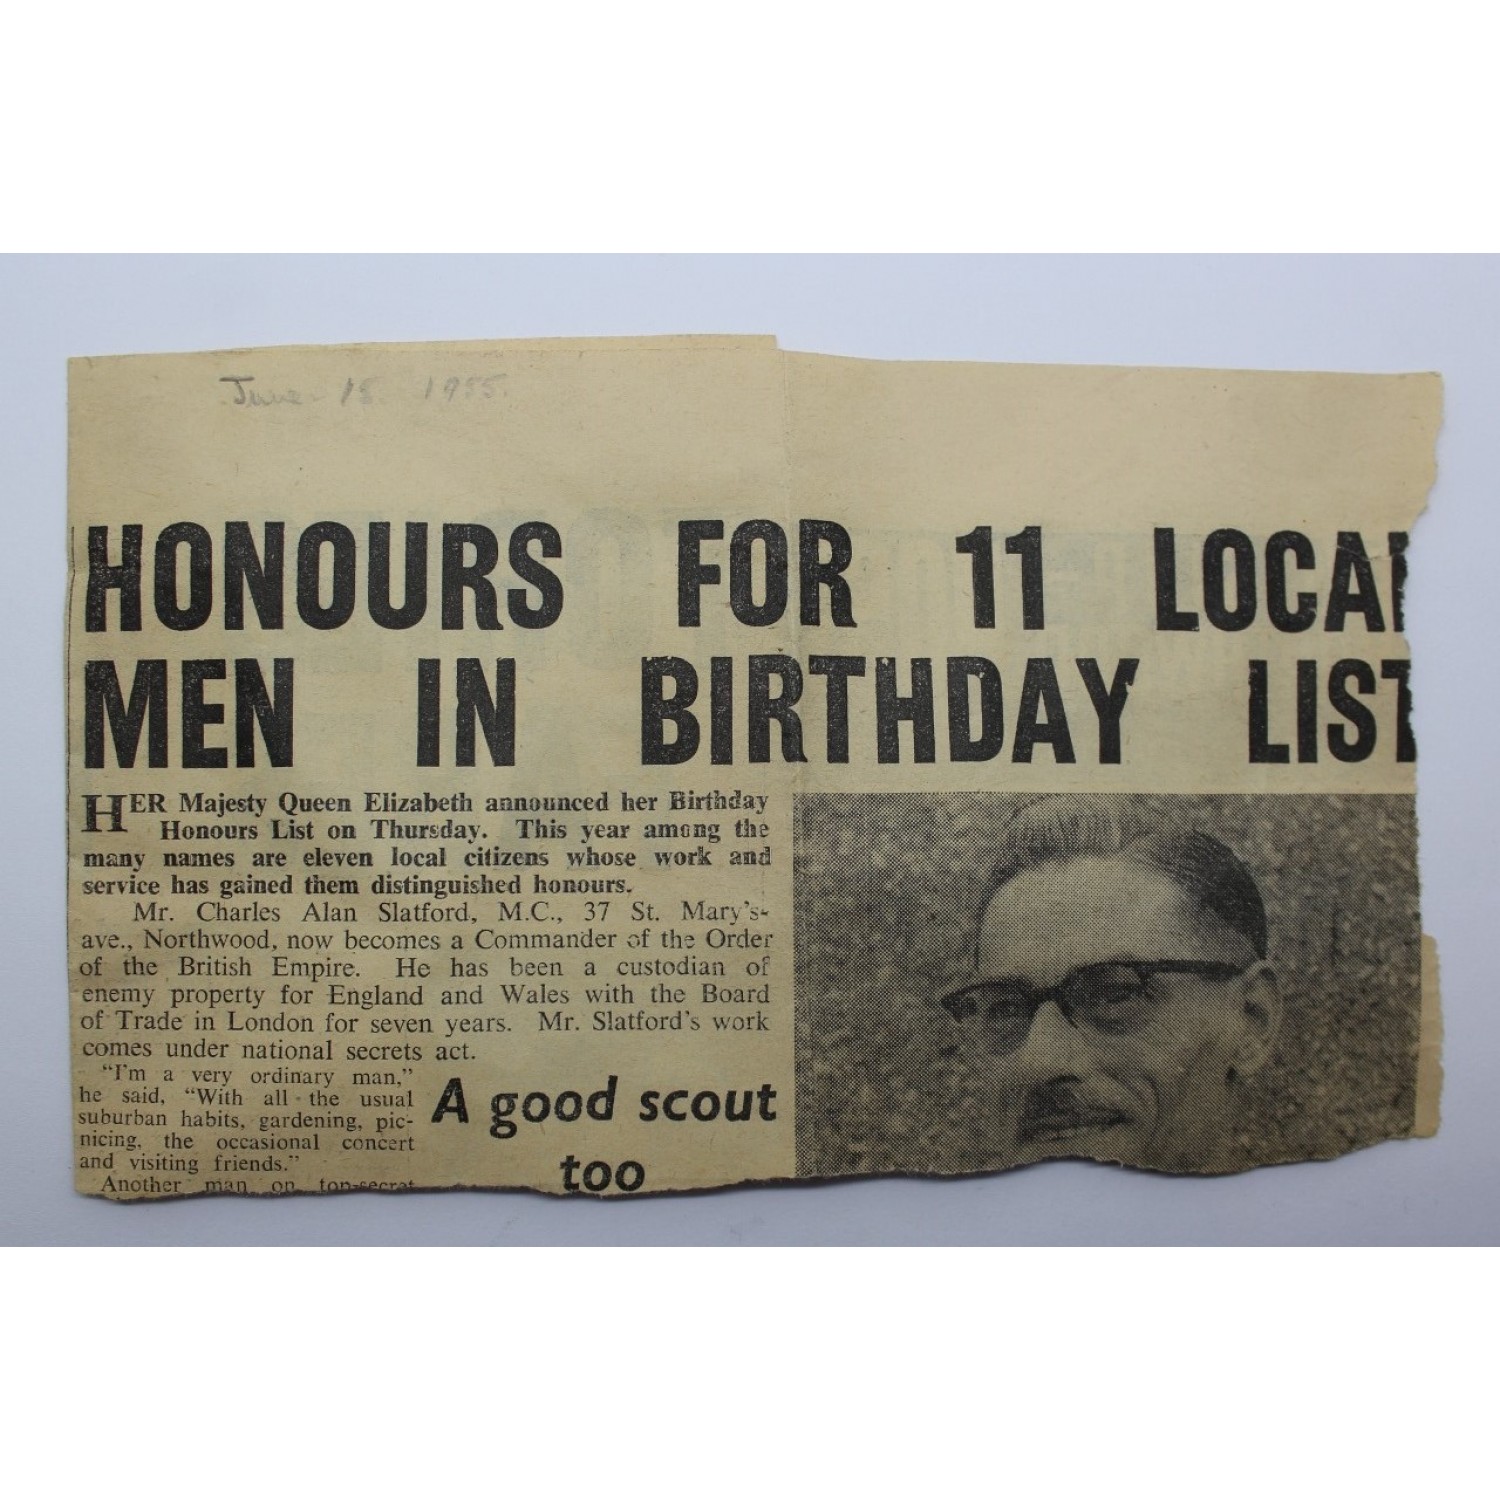 June 15. 1955.
HONOURS FOR 11 LOCAL
MEN IN BIRTHDAY LIST
HER Majesty Queen Elizabeth announced her Birthday
Honours List on Thursday. This year among the
many names are eleven local citizens whose work and
service has gained them distinguished honours.
Mr. Charles Alan Slatford, M.C., 37 St. Mary's-
ave., Northwood, now becomes a Commander of the Order
of the British Empire. He has been a custodian of
enemy property for England and Wales with the Board
of Trade in London for seven years. Mr. Slatford's work
comes under national secrets act.
"I'm a very ordinary man,"
he said, "With all the usual
suburban habits, gardening, pic-
nicing, the occasional concert
and visiting friends."
Another man on top-secret
A good scout
too